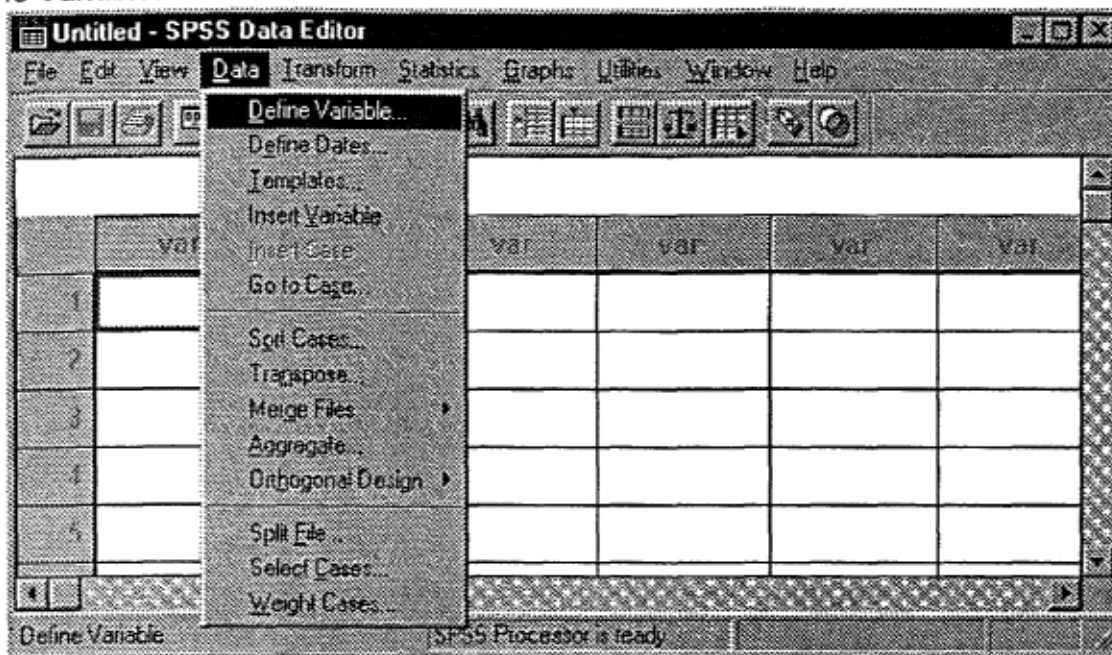 Untitled - SPSS Data Editor
File Edit View Data Transform Statistics Graphs Utilities Window Help
Define Variable...
Define Dates...
Templates...
Insert Variable
Insert Case
Go to Case...
var var var var var
1
2
3
4
5
Sort Cases...
Transpose...
Merge Files
Aggregate...
Orthogonal Design
Split File...
Select Cases...
Weight Cases...
Define Variable
SPSS Processor is ready